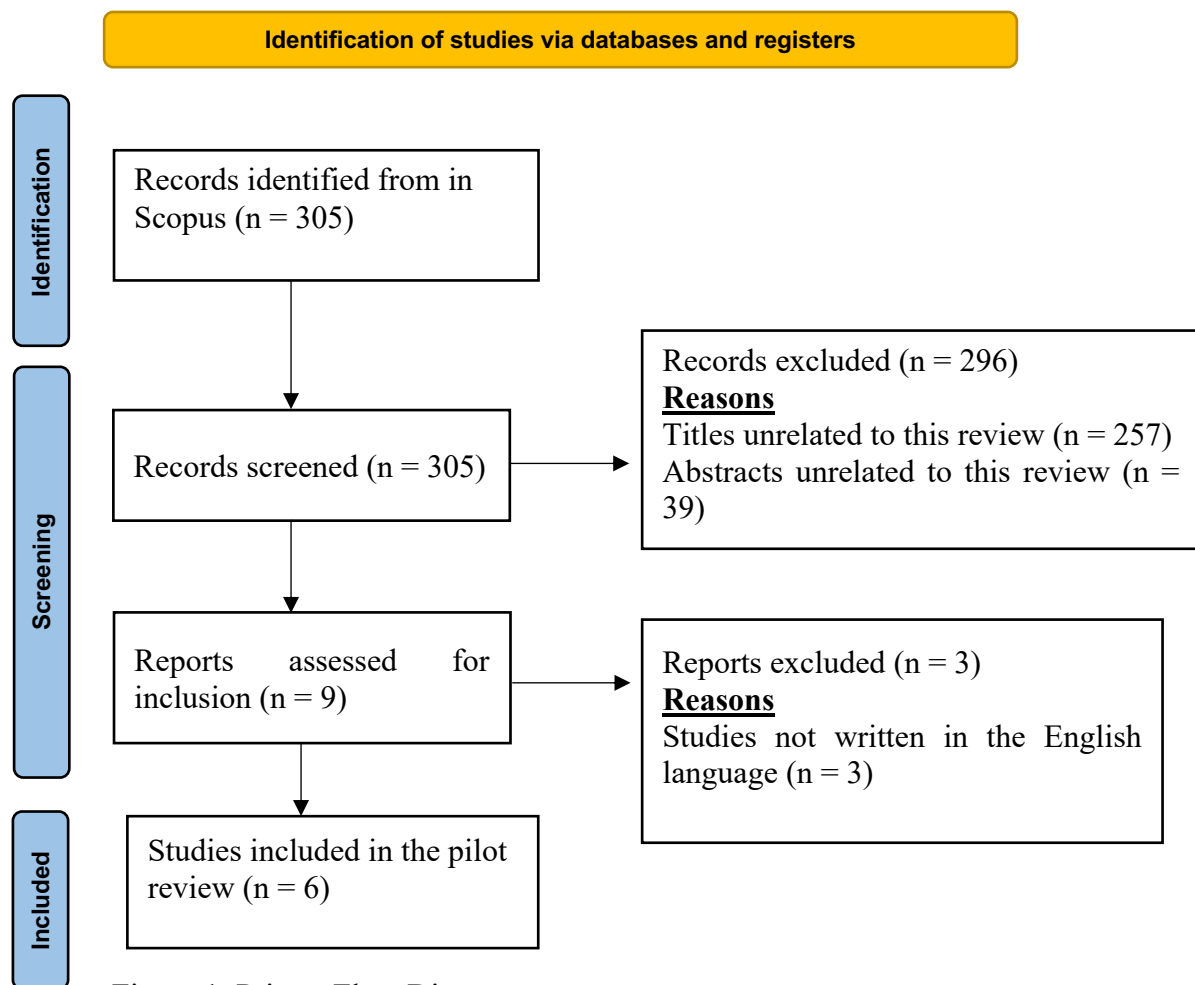 Identification of studies via databases and registers
Identification
Records identified from in
Scopus (n = 305)
Screening
Records screened (n = 305)
Records excluded (n = 296)
Reasons
Titles unrelated to this review (n = 257)
Abstracts unrelated to this review (n =
39)
Reports assessed for
inclusion (n = 9)
Reports excluded (n = 3)
Reasons
Studies not written in the English
language (n = 3)
Included
Studies included in the pilot
review (n = 6)